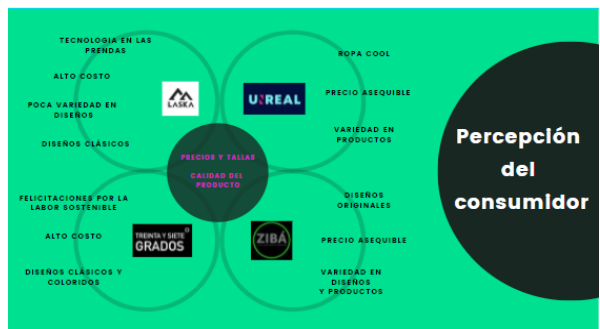 TECNOLOGIA EN LAS
PRENDAS
ALTO COSTO
POCA VARIEDAD EN
DISEÑOS
DISEÑOS CLÁSICOS
LASKA
UNREAL
ROPA COOL
PRECIO ASEQUIBLE
VARIEDAD EN
PRODUCTOS
PRECIOS Y TALLAS
CALIDAD DEL
PRODUCTO
FELICITACIONES POR LA
LABOR SOSTENIBLE
ALTO COSTO
DISEÑOS CLÁSICOS Y
COLORIDOS
TREINTA Y SIETE°
GRADOS
ZIBÁ
DISEÑOS
ORIGINALES
PRECIO ASEQUIBLE
VARIEDAD EN
DISEÑOS
Y PRODUCTOS
Percepción
del
consumidor